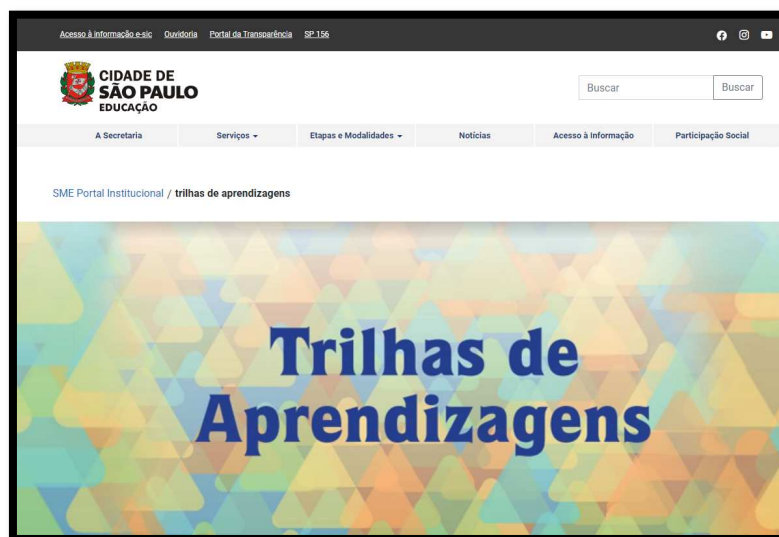 Acesso à informação e-sic Ouvidoria Portal da Transparência SP 156
CIDADE DE
SÃO PAULO
EDUCAÇÃO
Buscar Buscar
A Secretaria Serviços Etapas e Modalidades Notícias Acesso à Informação Participação Social
SME Portal Institucional / trilhas de aprendizagens
Trilhas de
Aprendizagens